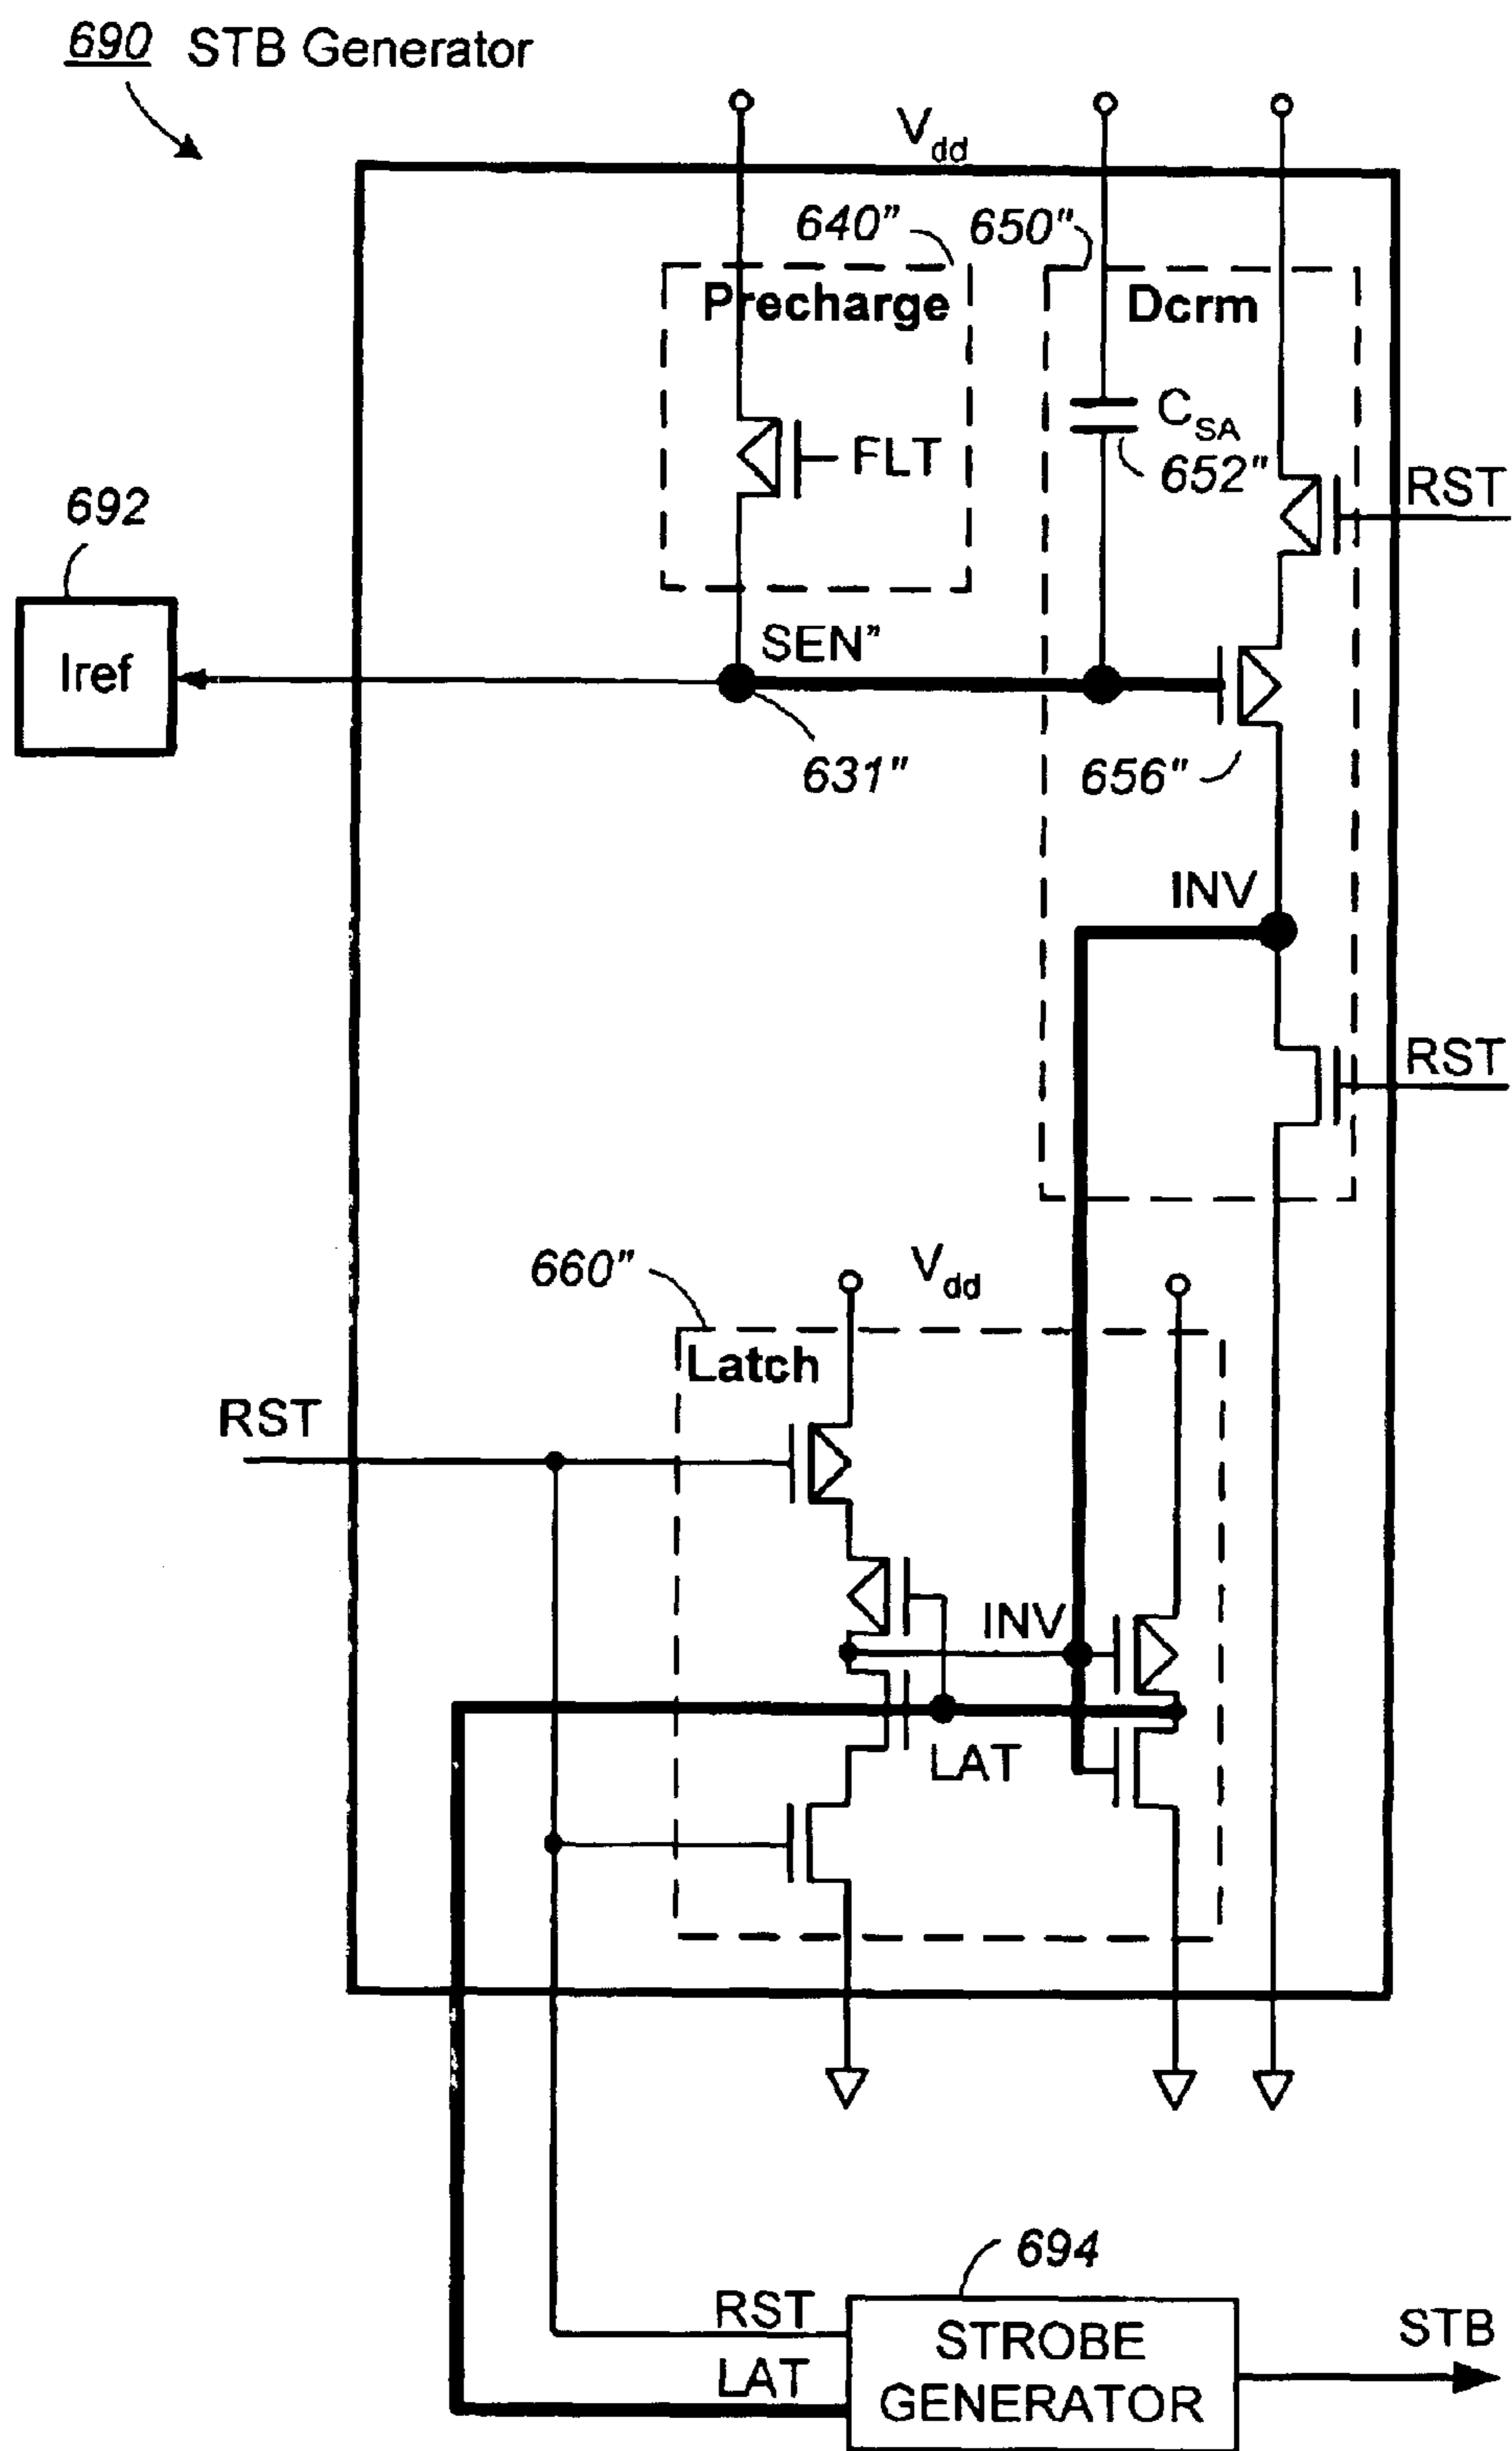 690 STB Generator
Vdd
640" 650"
Precharge Dcrm
CSA
FLT 652"
RST
692
Iref
SEN"
631" 656"
INV
RST
660" Vdd
Latch
RST
INV
LAT
694
RST STROBE STB
LAT GENERATOR